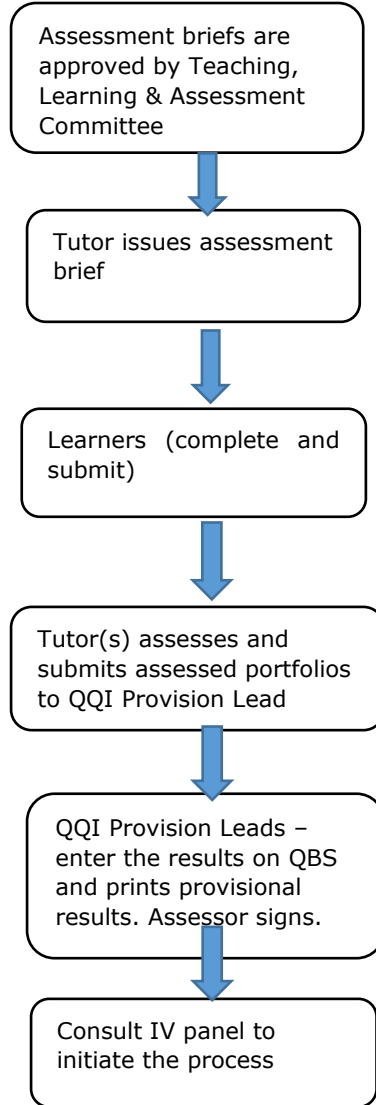 Assessment briefs are
approved by Teaching,
Learning & Assessment
Committee
Tutor issues assessment
brief
Learners (complete and
submit)
Tutor(s) assesses and
submits assessed portfolios
to QQI Provision Lead
QQI Provision Leads –
enter the results on QBS
and prints provisional
results. Assessor signs.
Consult IV panel to
initiate the process